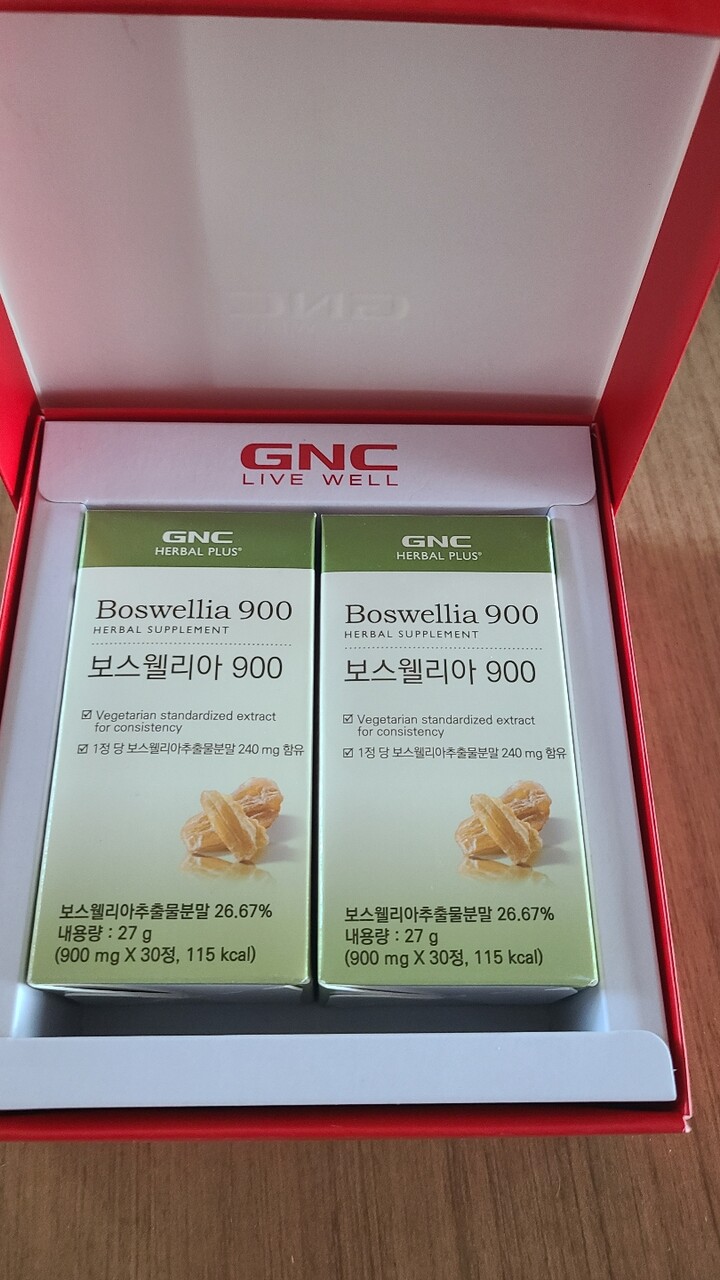 GNC
GNC
LIVE WELL
GNC
HERBAL PLUS®
Boswellia 900
HERBAL SUPPLEMENT
보스웰리아 900
☑ Vegetarian standardized extract
for consistency
☑ 1정 당 보스웰리아추출물분말 240 mg 함유
보스웰리아추출물분말 26.67%
내용량 : 27 g
(900 mg X 30정, 115 kcal)
GNC
HERBAL PLUS®
Boswellia 900
HERBAL SUPPLEMENT
보스웰리아 900
☑ Vegetarian standardized extract
for consistency
☑ 1정 당 보스웰리아추출물분말 240 mg 함유
보스웰리아추출물분말 26.67%
내용량 : 27 g
(900 mg X 30정, 115 kcal)